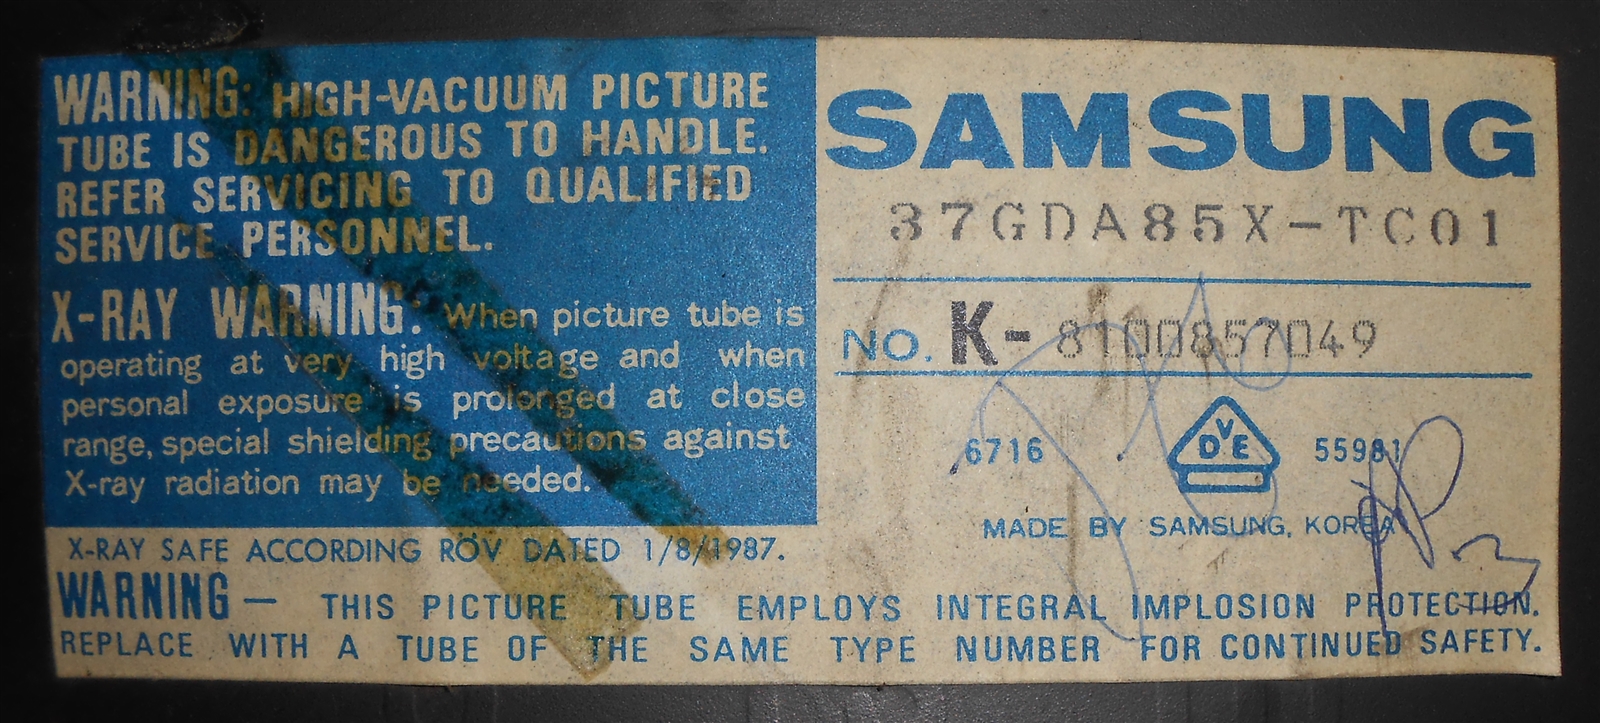 WARNING: HIGH-VACUUM PICTURE
TUBE IS DANGEROUS TO HANDLE.
REFER SERVICING TO QUALIFIED
SERVICE PERSONNEL.
X-RAY WARNING: When picture tube is
operating at very high voltage and when
personal exposure is prolonged at close
range, special shielding precautions against
X-ray radiation may be needed.
SAMSUNG
37GDA85X-TC01
NO. K- 8100857049
6716 DVE 55981
MADE BY SAMSUNG, KOREA
X-RAY SAFE ACCORDING RÖV DATED 1/8/1987.
WARNING — THIS PICTURE TUBE EMPLOYS INTEGRAL IMPLOSION PROTECTION.
REPLACE WITH A TUBE OF THE SAME TYPE NUMBER FOR CONTINUED SAFETY.